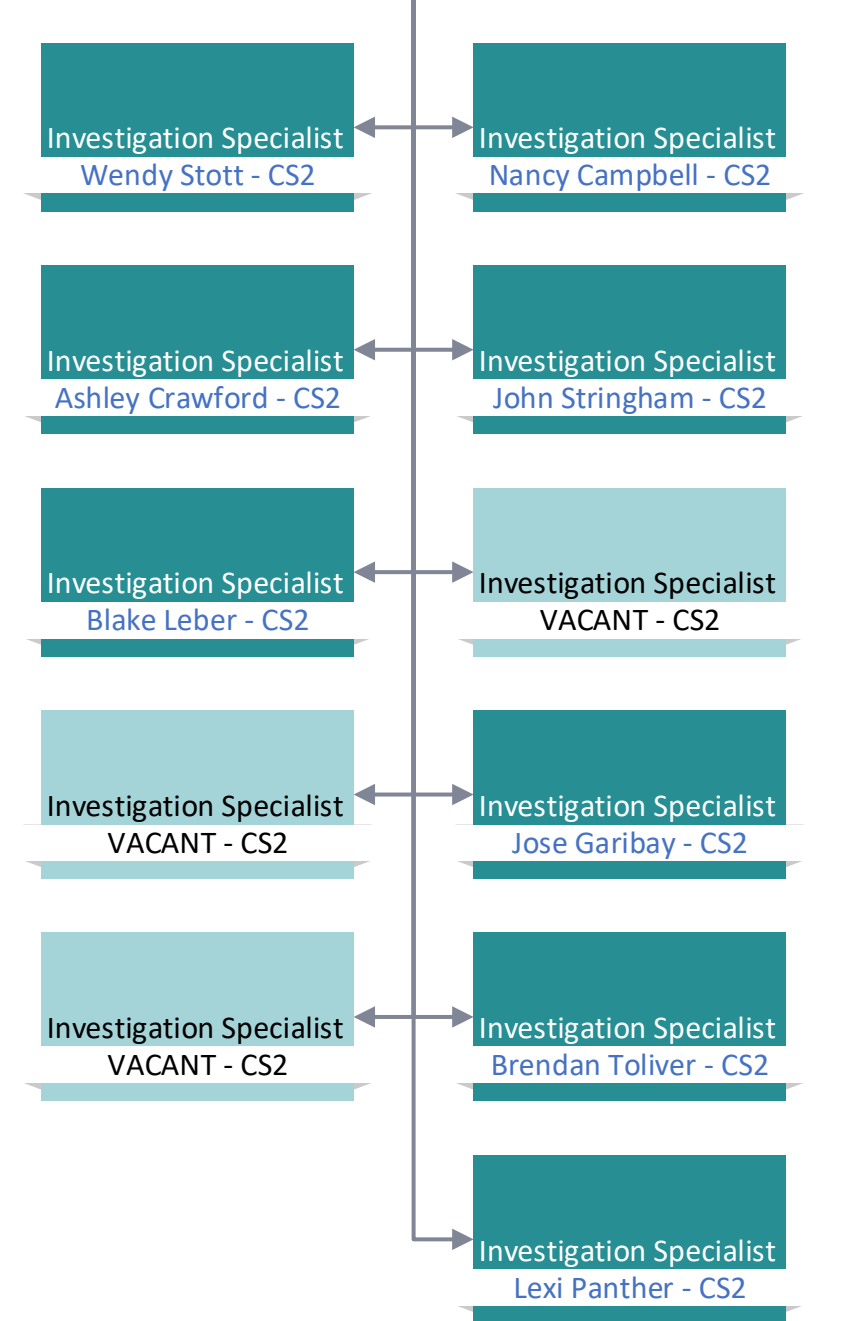 Investigation Specialist
Wendy Stott - CS2
Investigation Specialist
Nancy Campbell - CS2
Investigation Specialist
Ashley Crawford - CS2
Investigation Specialist
John Stringham - CS2
Investigation Specialist
Blake Leber - CS2
Investigation Specialist
VACANT - CS2
Investigation Specialist
VACANT - CS2
Investigation Specialist
Jose Garibay - CS2
Investigation Specialist
VACANT - CS2
Investigation Specialist
Brendan Toliver - CS2
Investigation Specialist
Lexi Panther - CS2